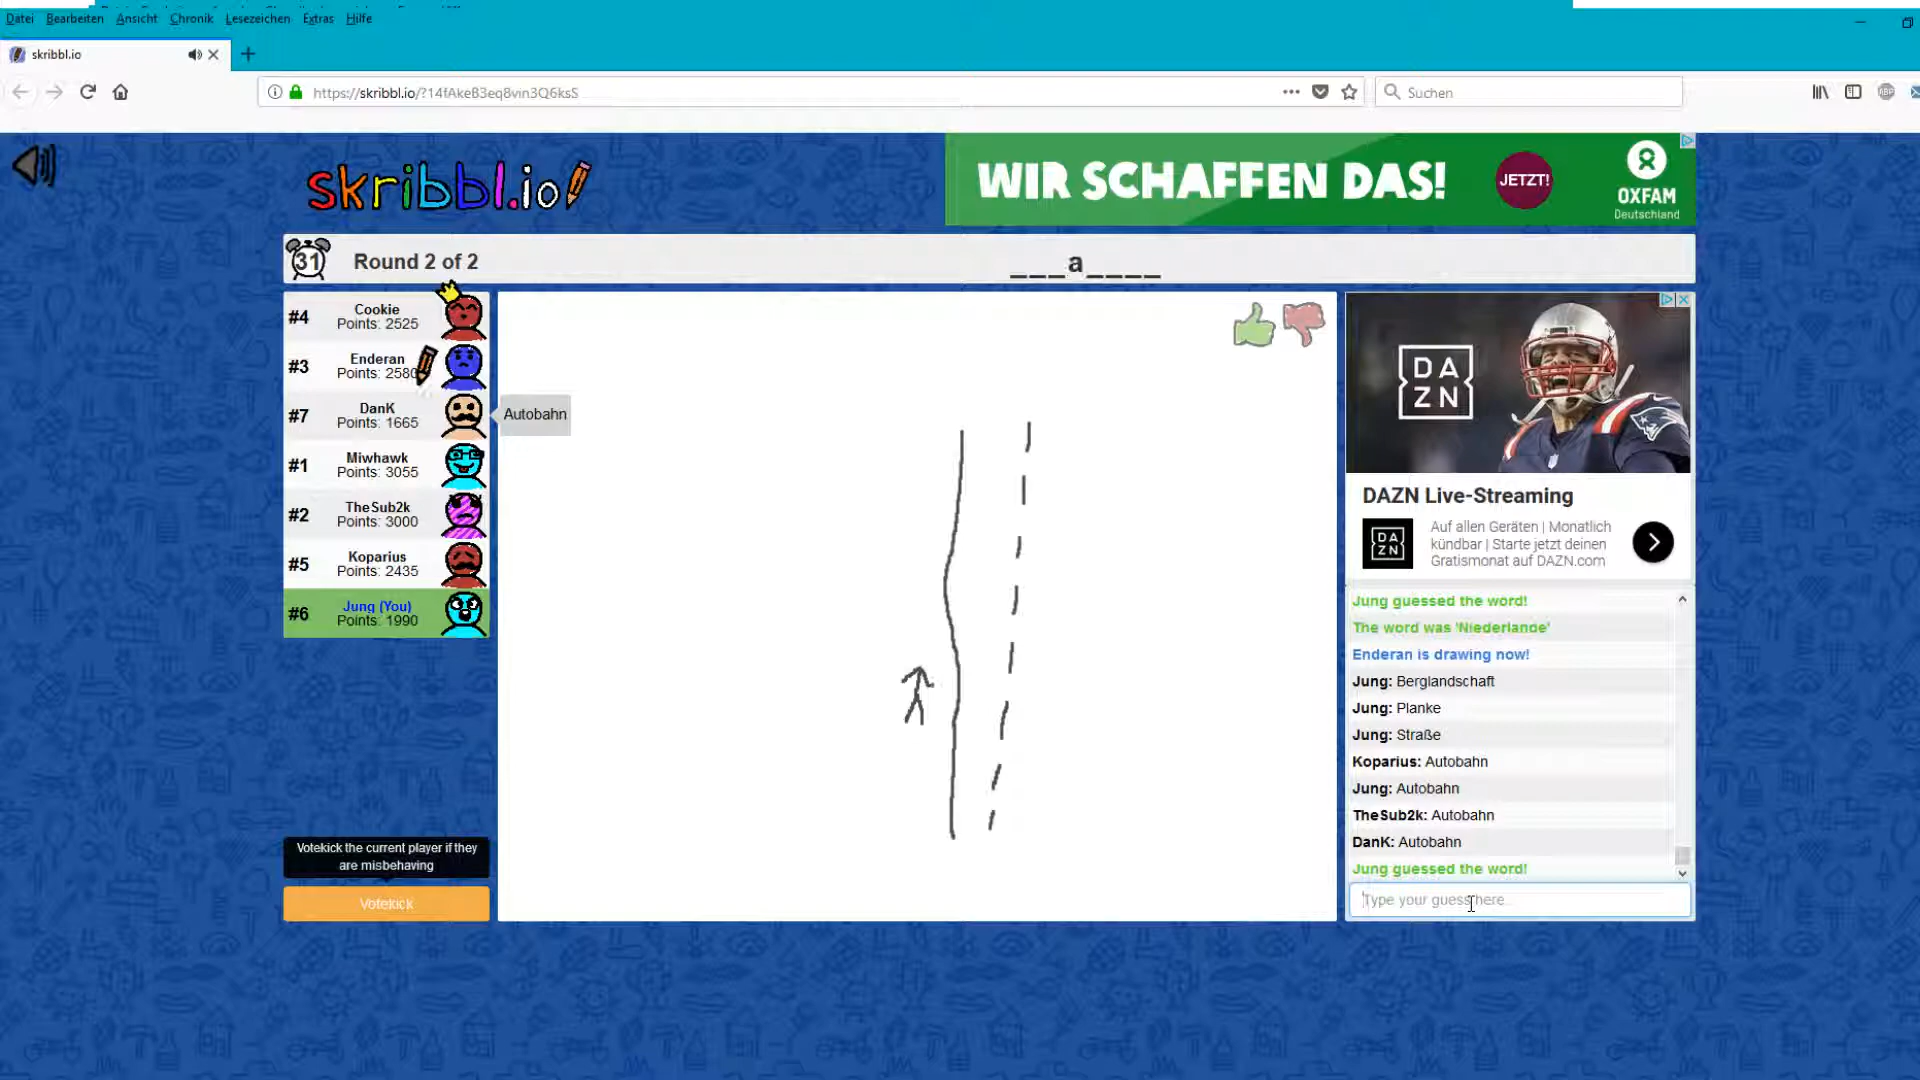 Datei Bearbeiten Ansicht Chronik Lesezeichen Extras Hilfe
skribbl.io
https://skribbl.io/?14fAkeB3eq8vin3Q6ksS
Suchen
ABP
skribbl.io
WIR SCHAFFEN DAS!
JETZT!
OXFAM
Deutschland
31
Round 2 of 2
___a____
#4 Cookie
Points: 2525
#3 Enderan
Points: 2580
#7 DanK
Points: 1665
Autobahn
#1 Miwhawk
Points: 3055
#2 TheSub2k
Points: 3000
#5 Koparius
Points: 2435
#6 Jung (You)
Points: 1990
Votekick the current player if they
are misbehaving
Votekick
DA
ZN
DAZN Live-Streaming
DA
ZN
Auf allen Geräten | Monatlich
kündbar | Starte jetzt deinen
Gratismonat auf DAZN.com
Jung guessed the word!
The word was 'Niederlande'
Enderan is drawing now!
Jung: Berglandschaft
Jung: Planke
Jung: Straße
Koparius: Autobahn
Jung: Autobahn
TheSub2k: Autobahn
DanK: Autobahn
Jung guessed the word!
Type your guess here...